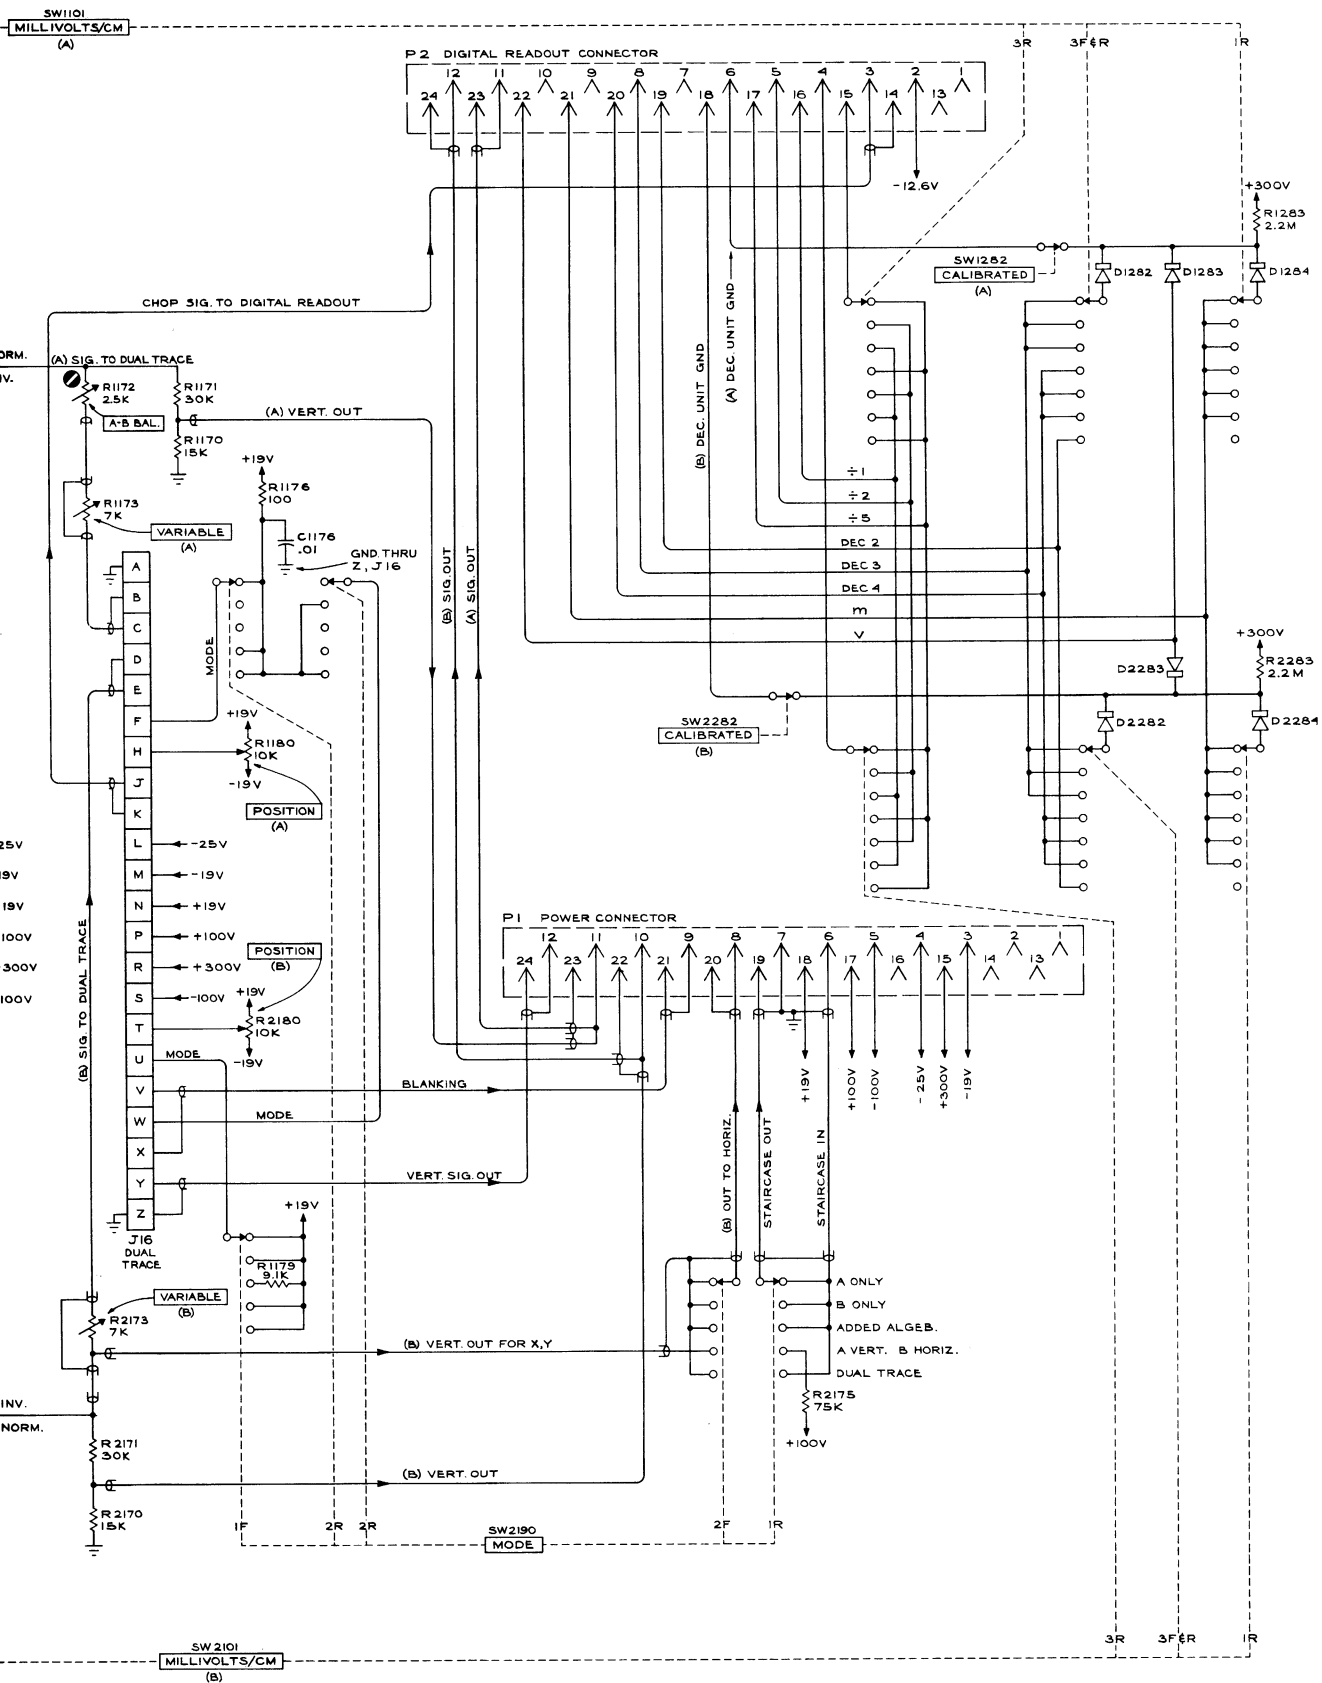 SW1101
MILLIVOLTS/CM
(A)
3R
3F&R
1R
P2 DIGITAL READOUT CONNECTOR
12 11 10 9 8 7 6 5 4 3 2 1
24 23 22 21 20 19 18 17 16 15 14 13
-12.6V
+300V
R1283
2.2M
SW1282
CALIBRATED
(A)
D1282
D1283
D1284
CHOP SIG. TO DIGITAL READOUT
ORM.
V.
(A) SIG. TO DUAL TRACE
R1172
25K
A-B BAL.
R1171
30K
(A) VERT. OUT
R1170
15K
(B) DEC. UNIT GND
(A) DEC. UNIT GND
+19V
R1176
100
R1173
7K
VARIABLE
(A)
C1176
.01
GND. THRU
Z, J16
÷1
÷2
÷5
DEC 2
DEC 3
DEC 4
m
V
(B) SIG. OUT
(A) SIG. OUT
MODE
A
B
C
D
E
F
H
J
K
L
M
N
P
R
S
T
U
V
W
X
Y
Z
J16
DUAL
TRACE
+300V
R2283
2.2M
D2283
SW2282
CALIBRATED
(B)
D2282
D2284
+19V
R1180
10K
-19V
POSITION
(A)
25V
19V
19V
100V
300V
100V
-25V
-19V
+19V
+100V
+300V
-100V
POSITION
(B)
+19V
R2180
10K
-19V
(B) SIG. TO DUAL TRACE
P1 POWER CONNECTOR
12 11 10 9 8 7 6 5 4 3 2 1
24 23 22 21 20 19 18 17 16 15 14 13
MODE
BLANKING
MODE
VERT. SIG. OUT
+19V
+100V
-100V
-25V
+300V
-19V
(B) OUT TO HORIZ.
STAIRCASE OUT
STAIRCASE IN
+19V
R1179
9.1K
VARIABLE
(B)
R2173
7K
A ONLY
B ONLY
ADDED ALGEB.
A VERT. B HORIZ.
DUAL TRACE
(B) VERT. OUT FOR X,Y
R2175
75K
+100V
INV.
NORM.
R2171
30K
(B) VERT. OUT
R2170
15K
1F
2R
2R
SW2190
MODE
2F
1R
3R
3F&R
1R
SW2101
MILLIVOLTS/CM
(B)